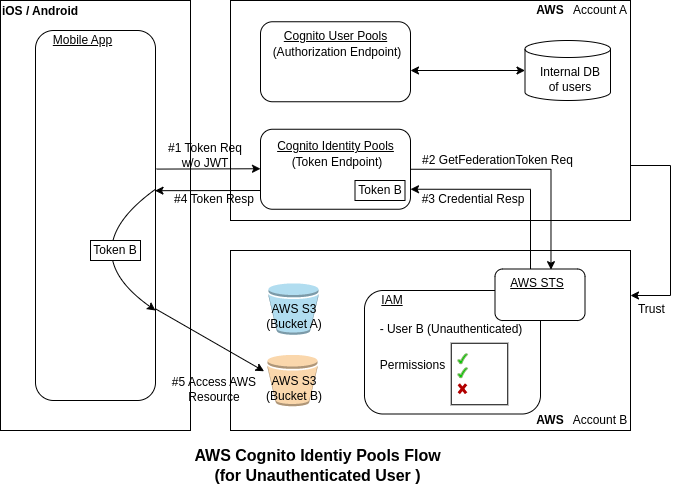 iOS / Android
Mobile App
AWS Account A
Cognito User Pools
(Authorization Endpoint)
Internal DB
of users
#1 Token Req
w/o JWT
Cognito Identity Pools
(Token Endpoint)
Token B
#2 GetFederationToken Req
#3 Credential Resp
#4 Token Resp
Token B
AWS STS
Trust
AWS S3
(Bucket A)
IAM
- User B (Unauthenticated)
Permissions
AWS S3
(Bucket B)
#5 Access AWS
Resource
AWS Account B
AWS Cognito Identiy Pools Flow
(for Unauthenticated User )